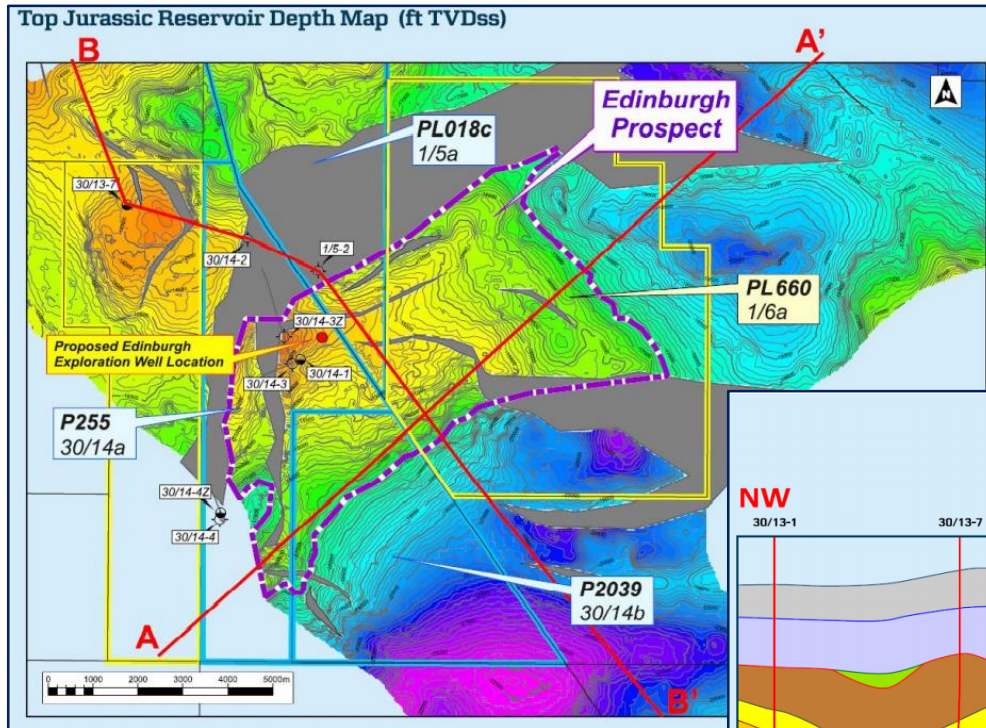 Top Jurassic Reservoir Depth Map (ft TVDss)
B
A'
N
Edinburgh
Prospect
PL018c
1/5a
30/13-7
30/14-2
1/5-2
PL660
1/6a
30/14-3Z
Proposed Edinburgh
Exploration Well Location
30/14-1
30/14-3
P255
30/14a
30/14-4Z
30/14-4
P2039
30/14b
A
B'
0 1000 2000 3000 4000 5000m
NW
30/13-1
30/13-7